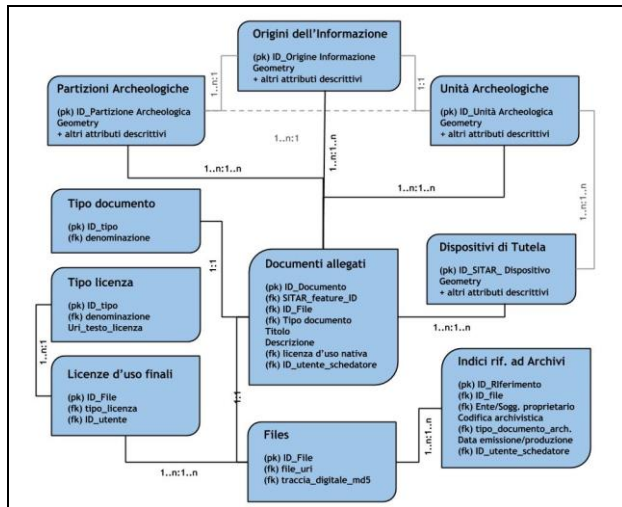 Origini dell'Informazione
(pk) ID_Origine Informazione
Geometry
+ altri attributi descrittivi
Partizioni Archeologiche
(pk) ID_Partizione Archeologica
Geometry
+ altri attributi descrittivi
Unità Archeologiche
(pk) ID_Unità Archeologica
Geometry
+ altri attributi descrittivi
1..n:1
1:1
1..n:1
1..n:1..n
1..n:1..n
1..n:1..n
1..n:1..n
Tipo documento
(pk) ID_tipo
(fk) denominazione
1:1
Tipo licenza
(pk) ID_tipo
(fk) denominazione
Uri_testo_licenza
1..n:1
Licenze d'uso finali
(pk) ID_File
(fk) tipo_licenza
(fk) ID_utente
Documenti allegati
(pk) ID_Documento
(fk) SITAR_feature_ID
(fk) ID_File
(fk) Tipo documento
Titolo
Descrizione
(fk) licenza d'uso nativa
(fk) ID_utente_schedatore
Dispositivi di Tutela
(pk) ID_SITAR_ Dispositivo
Geometry
+ altri attributi descrittivi
1..n:1..n
Indici rif. ad Archivi
(pk) ID_RIferimento
(fk) ID_file
(fk) Ente/Sogg. proprietario
Codifica archivistica
(fk) tipo_documento_arch.
Data emissione/produzione
(fk) ID_utente_schedatore
1:1
Files
(pk) ID_File
(fk) file_uri
(fk) traccia_digitale_md5
1..n:1..n
1..n:1..n